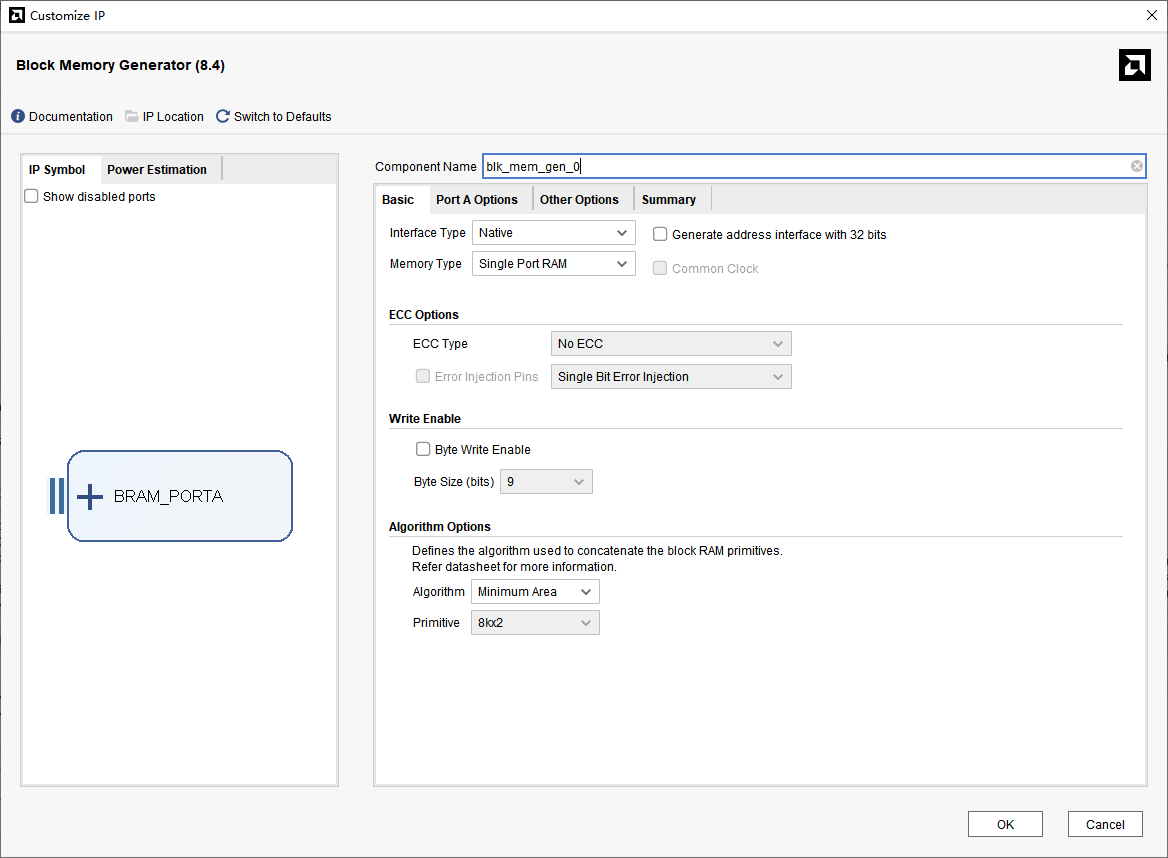 Customize IP
Block Memory Generator (8.4)
Documentation IP Location Switch to Defaults
IP Symbol Power Estimation
Show disabled ports
BRAM_PORTA
Component Name blk_mem_gen_0
Basic Port A Options Other Options Summary
Interface Type Native Generate address interface with 32 bits
Memory Type Single Port RAM Common Clock
ECC Options
ECC Type No ECC
Error Injection Pins Single Bit Error Injection
Write Enable
Byte Write Enable
Byte Size (bits) 9
Algorithm Options
Defines the algorithm used to concatenate the block RAM primitives.
Refer datasheet for more information.
Algorithm Minimum Area
Primitive 8kx2
OK Cancel